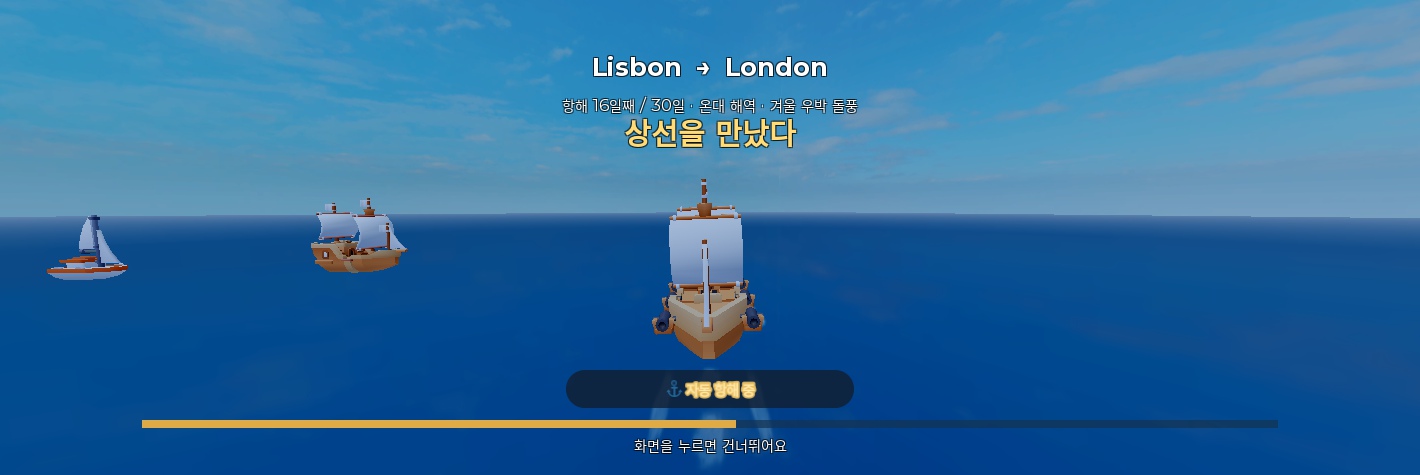 Lisbon → London
항해 16일째 / 30일 · 온대 해역 · 겨울 우박 돌풍
상선을 만났다
⚓ 자동 항해 중
화면을 누르면 건너뛰어요